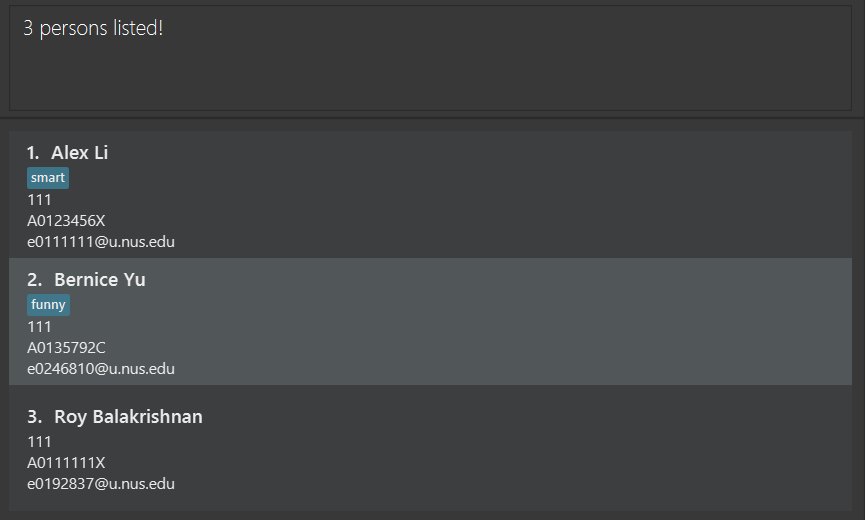 3 persons listed!
1. Alex Li
smart
111
A0123456X
e0111111@u.nus.edu
2. Bernice Yu
funny
111
A0135792C
e0246810@u.nus.edu
3. Roy Balakrishnan
111
A0111111X
e0192837@u.nus.edu